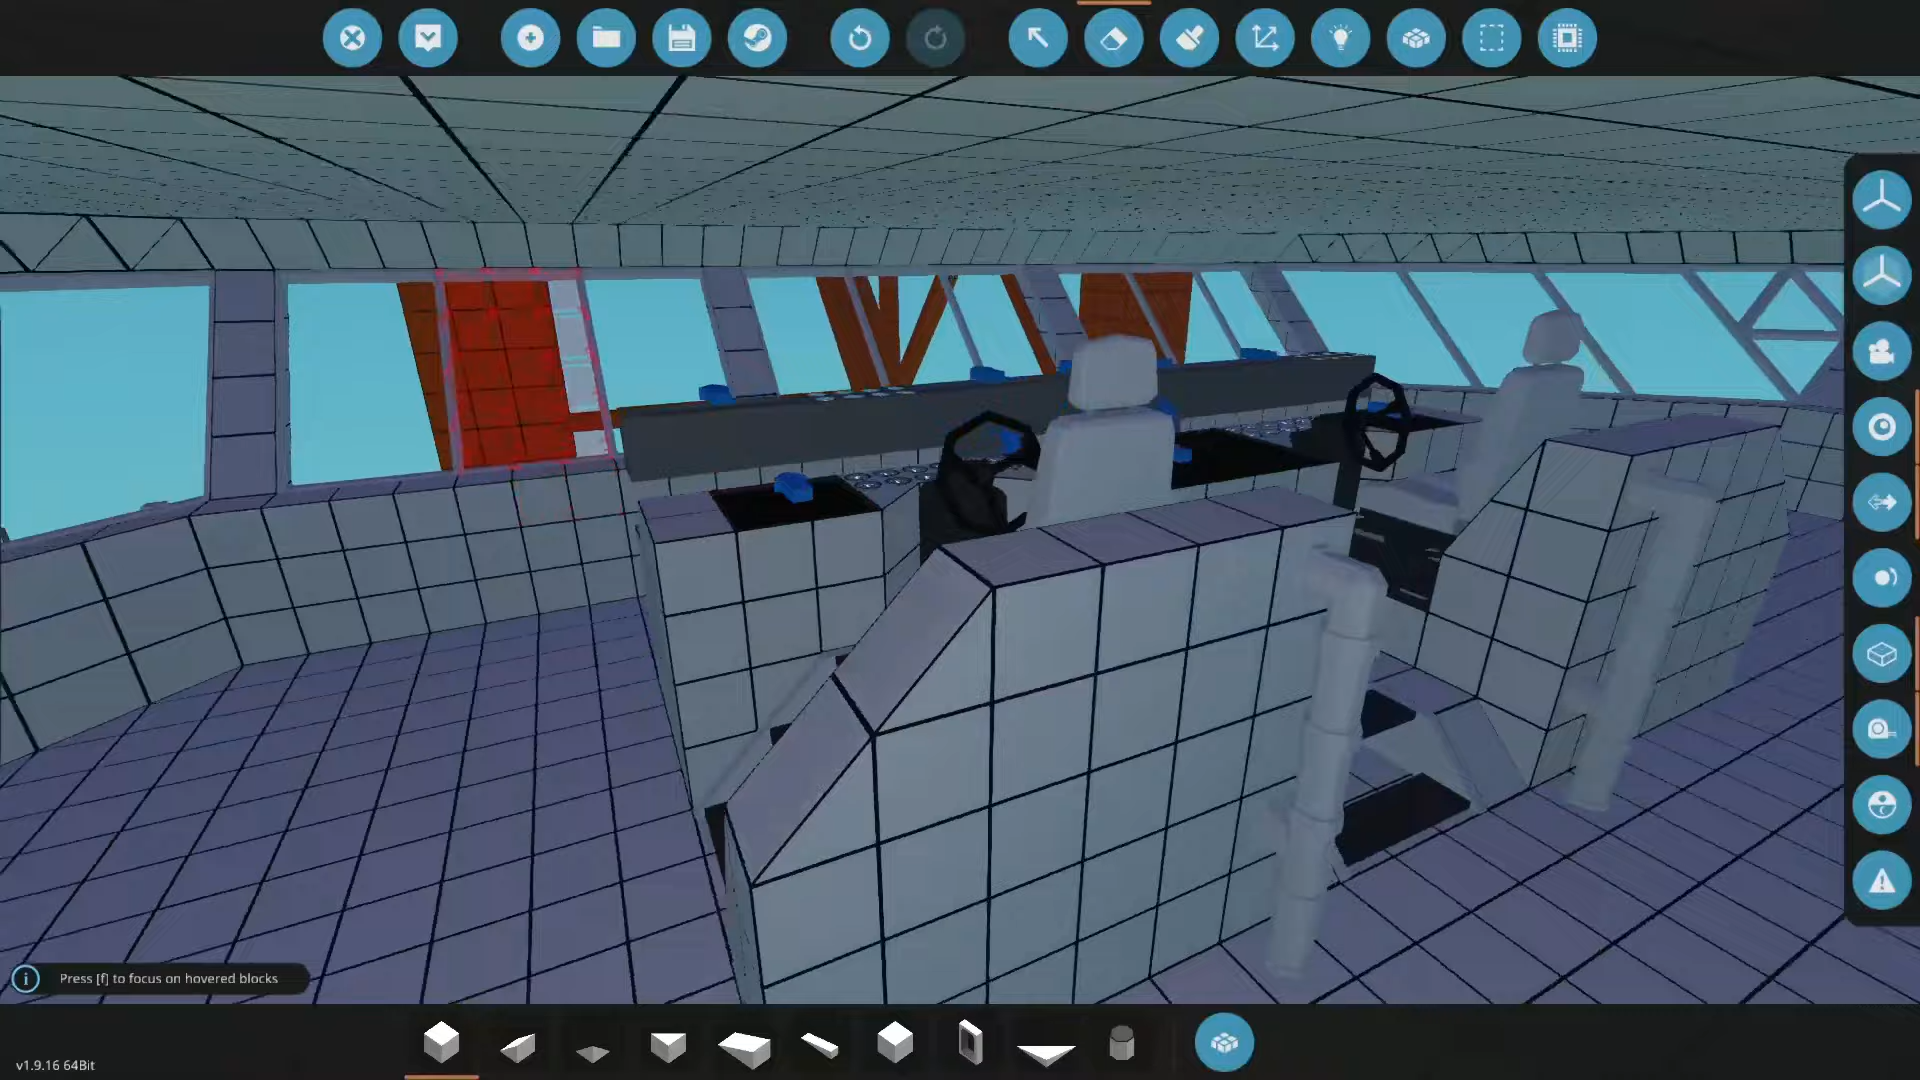 Press [f] to focus on hovered blocks
v1.9.16 64Bit